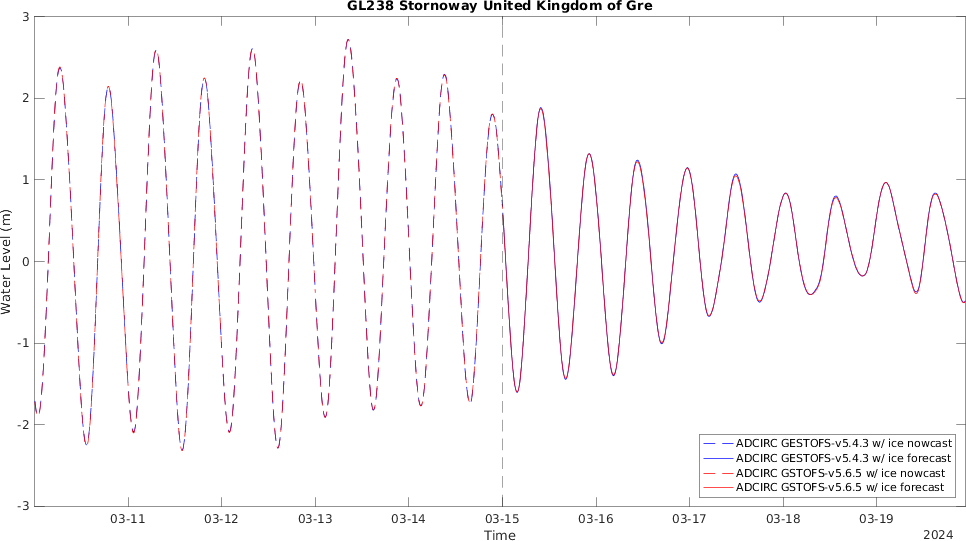 GL238 Stornoway United Kingdom of Gre
Water Level (m)
3
2
1
0
-1
-2
-3
03-11 03-12 03-13 03-14 03-15 03-16 03-17 03-18 03-19
Time
2024
ADCIRC GESTOFS-v5.4.3 w/ ice nowcast
ADCIRC GESTOFS-v5.4.3 w/ ice forecast
ADCIRC GSTOFS-v5.6.5 w/ ice nowcast
ADCIRC GSTOFS-v5.6.5 w/ ice forecast